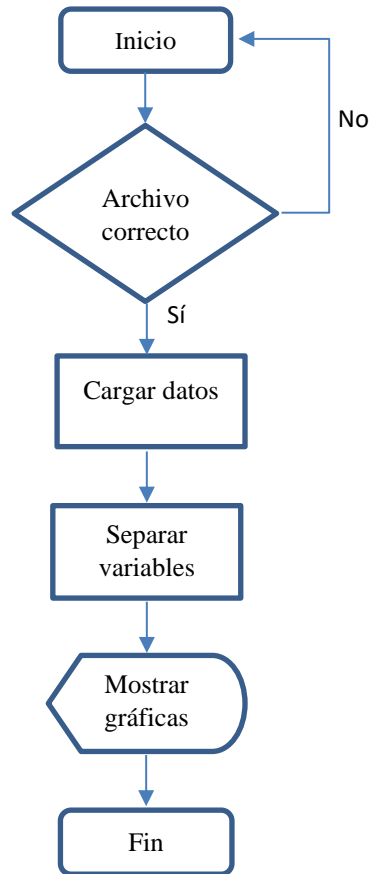 Inicio
No
Archivo
correcto
Sí
Cargar datos
Separar
variables
Mostrar
gráficas
Fin